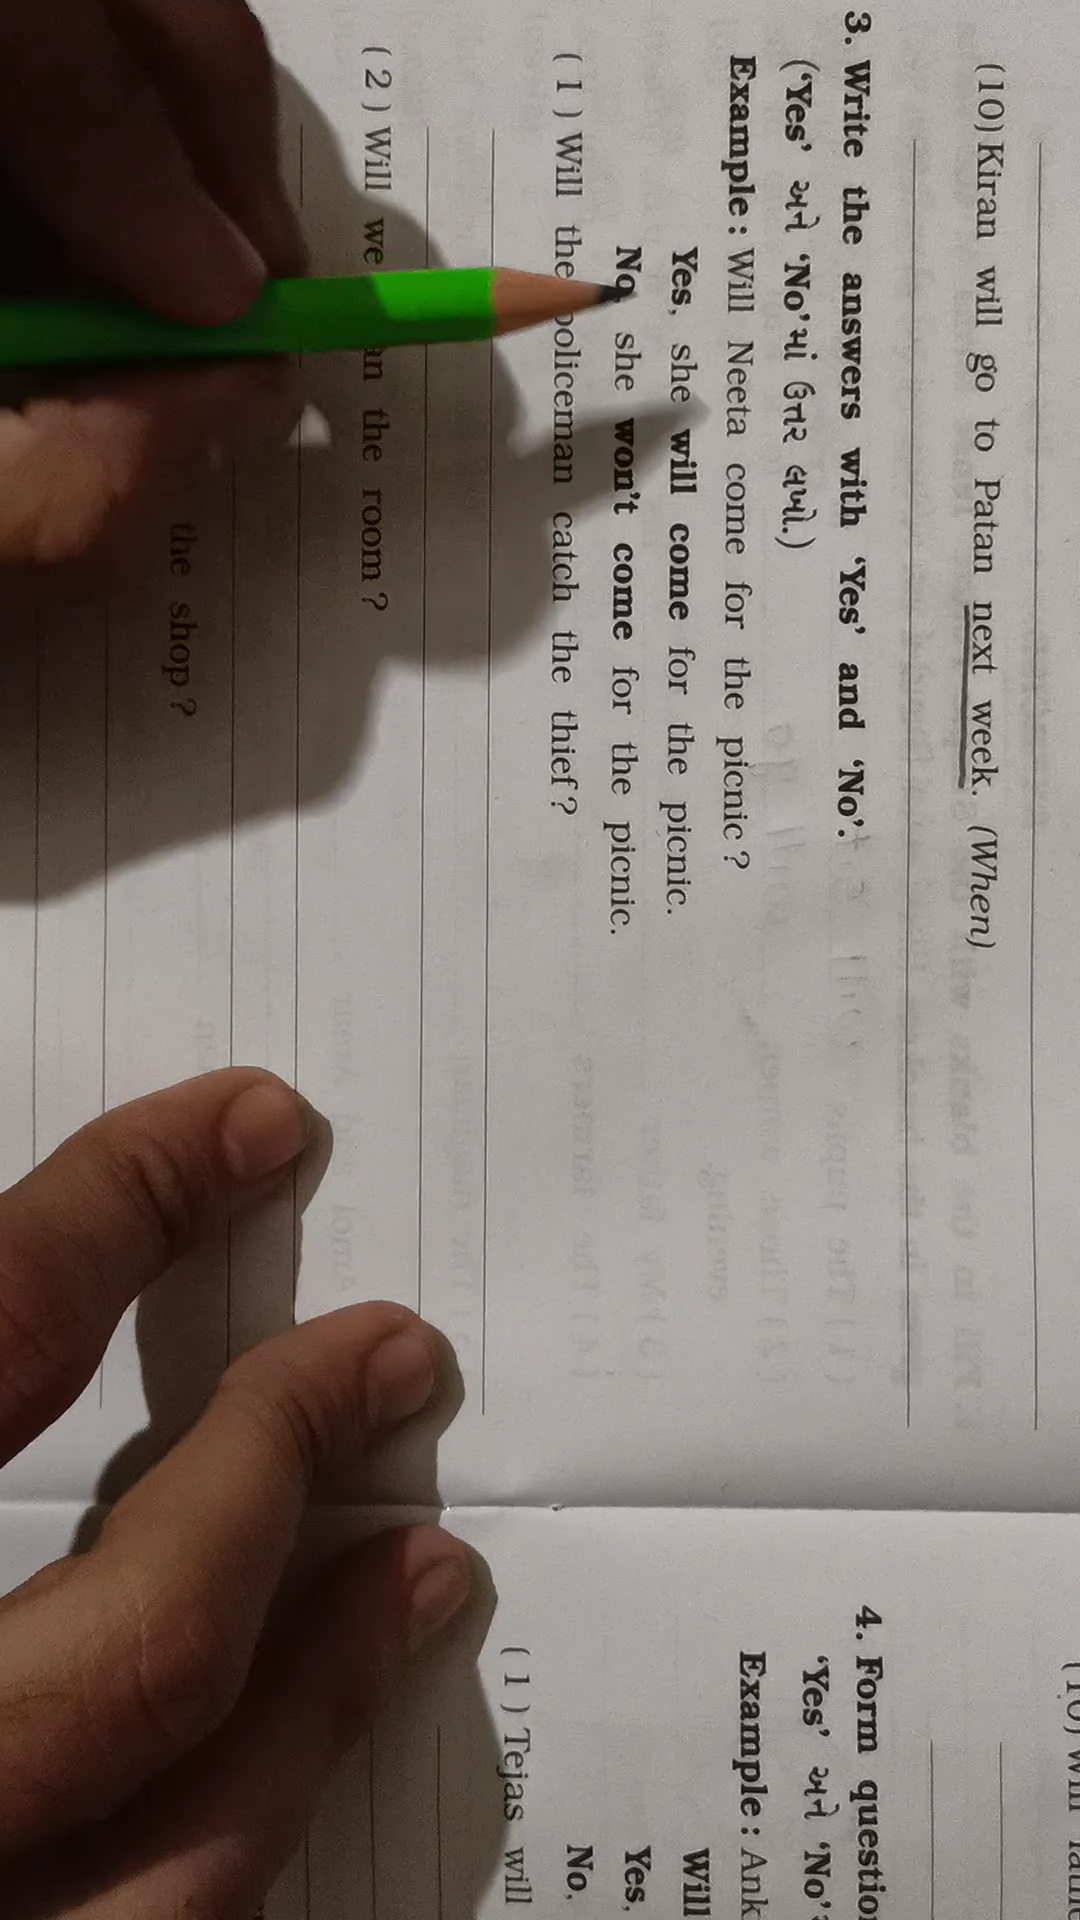 (10) Kiran will go to Patan next week. (When)
3. Write the answers with 'Yes' and 'No'.
('Yes' અને 'No'માં ઉત્તર લખો.)
Example : Will Neeta come for the picnic ?
Yes, she will come for the picnic.
No, she won't come for the picnic.
( 1 ) Will the policeman catch the thief ?
( 2 ) Will we the room ?
the shop ?
4. Form
'Yes' અને 'No'
Example :
Will
Yes,
No,
( 1 ) Tejas will